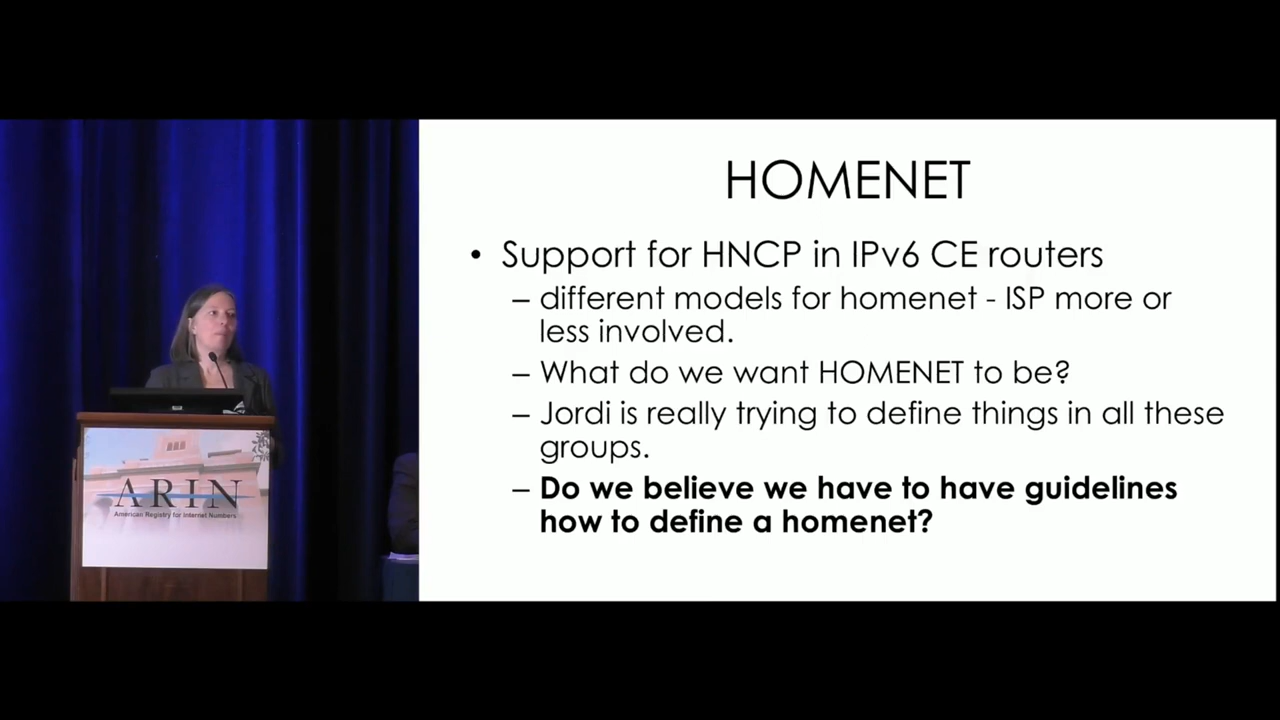 HOMENET
• Support for HNCP in IPv6 CE routers
– different models for homenet - ISP more or
less involved.
– What do we want HOMENET to be?
– Jordi is really trying to define things in all these
groups.
– Do we believe we have to have guidelines
how to define a homenet?
ARIN
American Registry for Internet Numbers